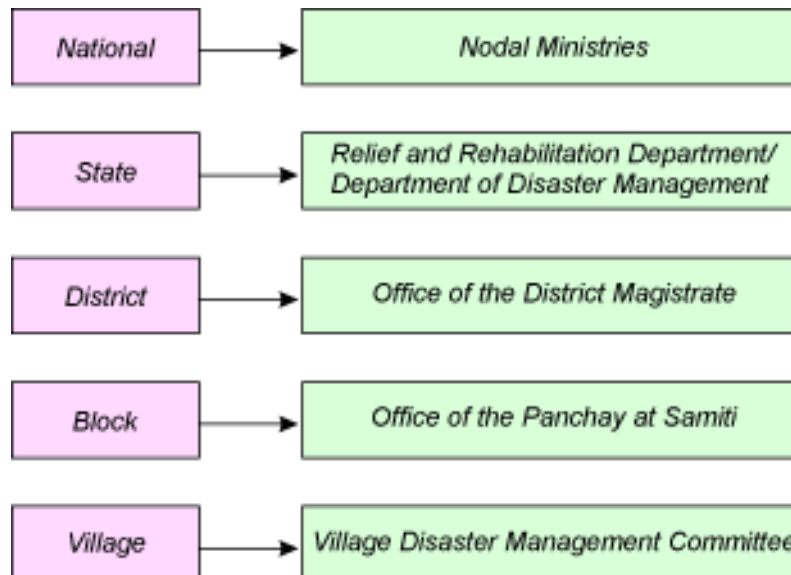 National
Nodal Ministries
State
Relief and Rehabilitation Department/
Department of Disaster Management
District
Office of the District Magistrate
Block
Office of the Panchay at Samiti
Village
Village Disaster Management Committee